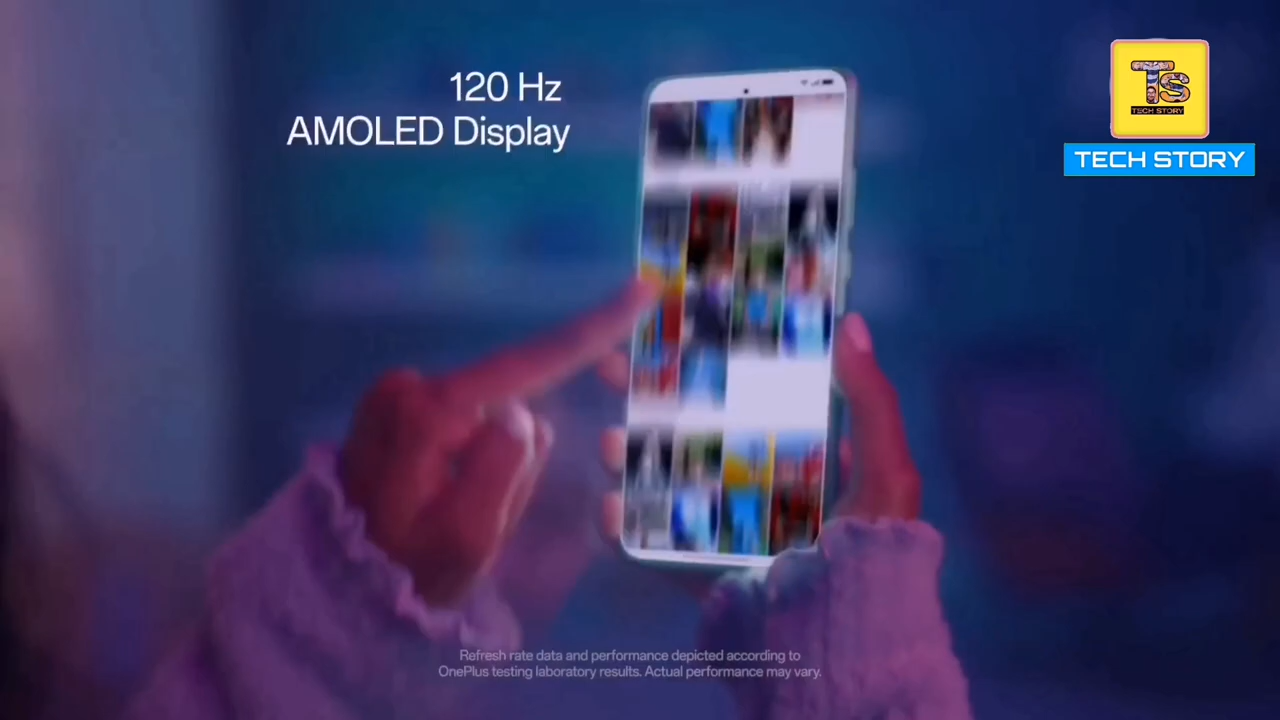 120 Hz
AMOLED Display
Ts
TECH STORY
TECH STORY
Refresh rate data and performance depicted according to
OnePlus testing laboratory results. Actual performance may vary.